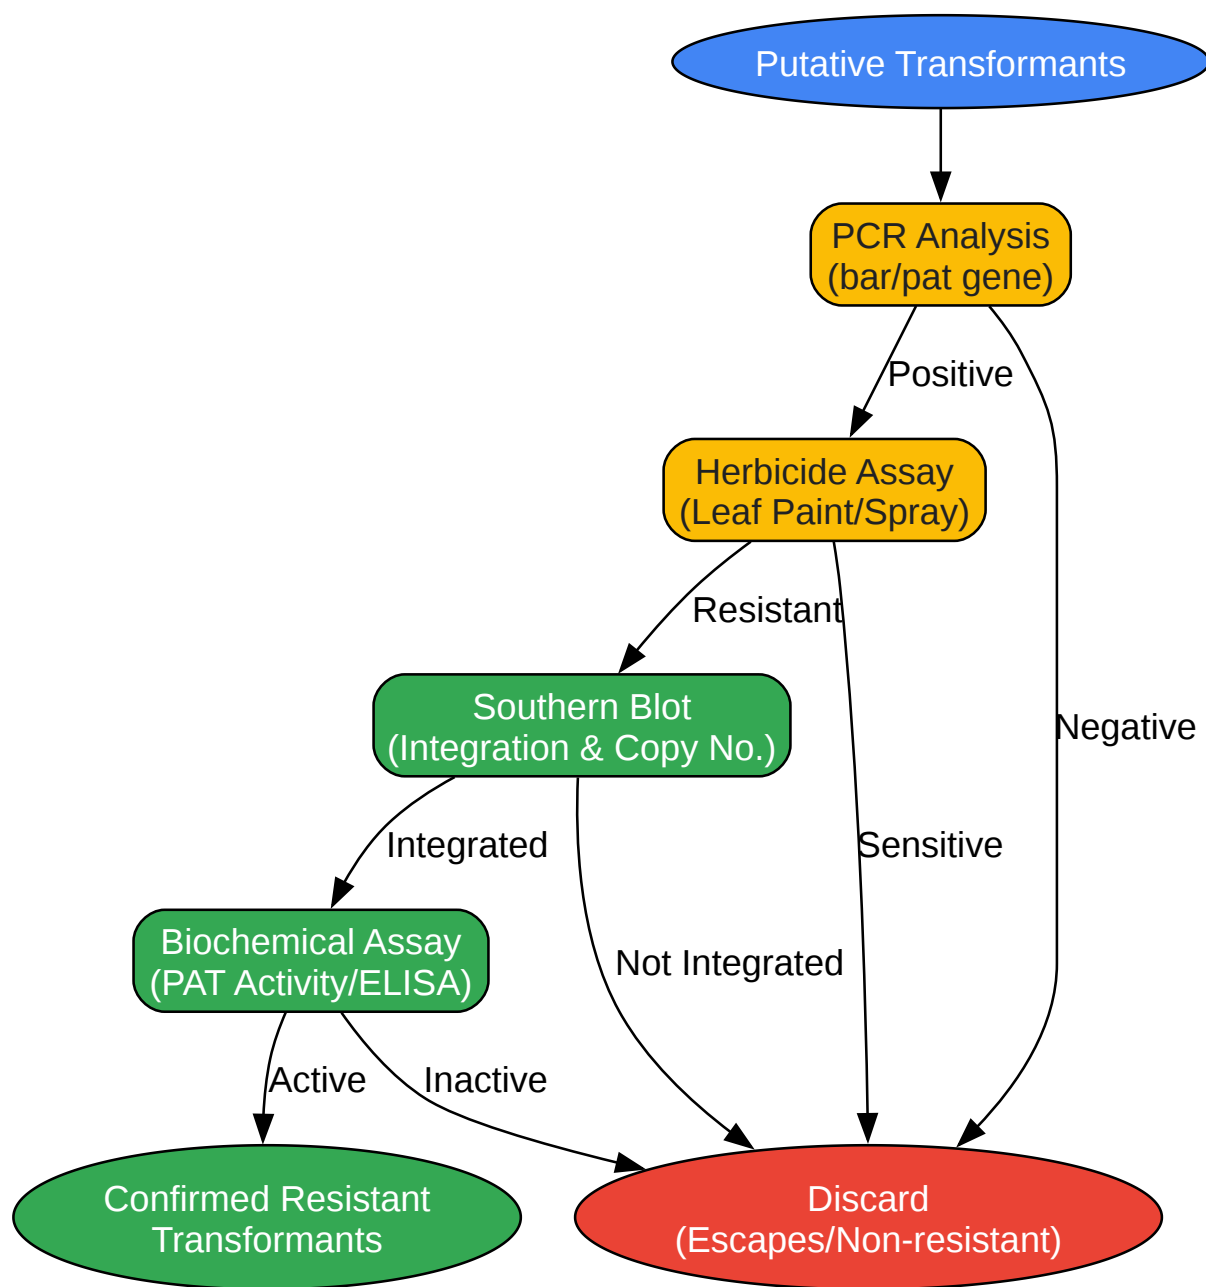 Putative Transformants
PCR Analysis
(bar/pat gene)
Positive
Herbicide Assay
(Leaf Paint/Spray)
Resistant
Southern Blot
(Integration & Copy No.)
Negative
Integrated
Sensitive
Biochemical Assay
(PAT Activity/ELISA)
Not Integrated
Active
Inactive
Confirmed Resistant
Transformants
Discard
(Escapes/Non-resistant)